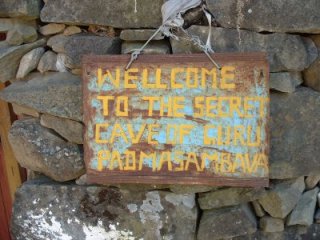 WELLCOME
TO THE SECRET
CAVE OF GURU
PADMASAMBAVA